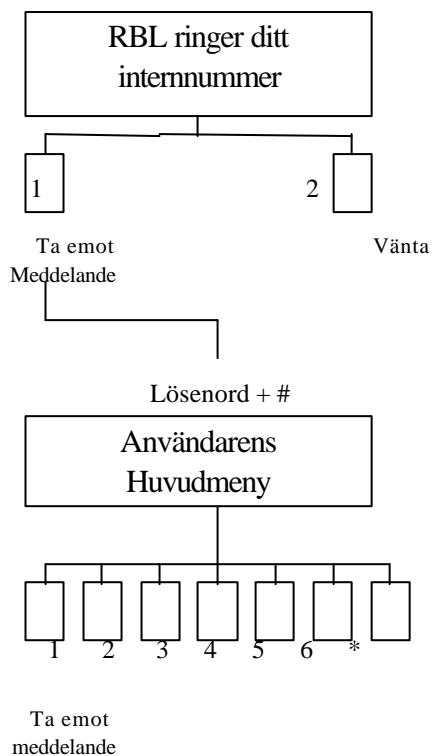 RBL ringer ditt
internnummer
1 2
Ta emot Vänta
Meddelande
Lösenord + #
Användarens
Huvudmeny
1 2 3 4 5 6 *
Ta emot
meddelande